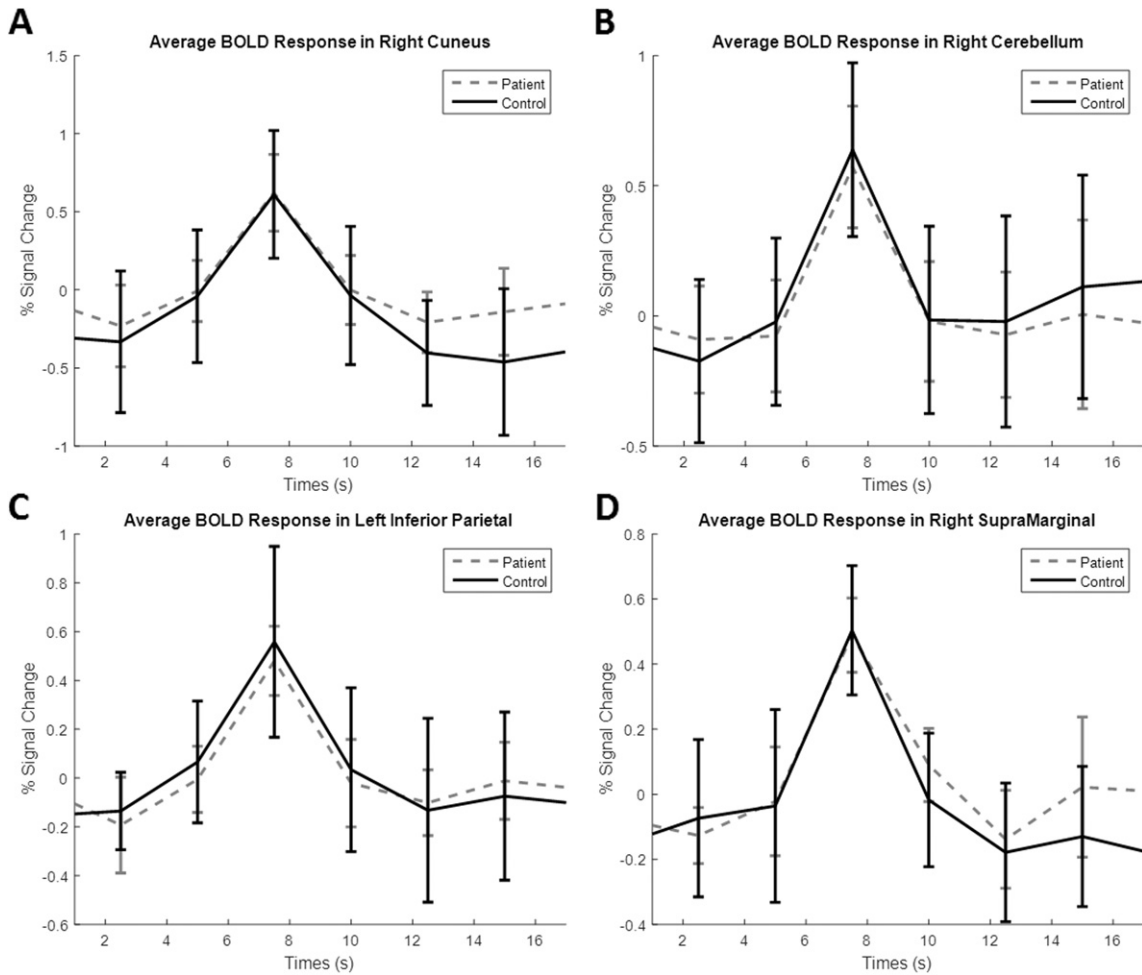 A
Average BOLD Response in Right Cuneus
Patient
Control
% Signal Change
1.5
1
0.5
0
-0.5
-1
2 4 6 8 10 12 14 16
Times (s)
B
Average BOLD Response in Right Cerebellum
Patient
Control
% Signal Change
1
0.5
0
-0.5
2 4 6 8 10 12 14 16
Times (s)
C
Average BOLD Response in Left Inferior Parietal
Patient
Control
% Signal Change
1
0.8
0.6
0.4
0.2
0
-0.2
-0.4
-0.6
2 4 6 8 10 12 14 16
Times (s)
D
Average BOLD Response in Right SupraMarginal
Patient
Control
% Signal Change
0.8
0.6
0.4
0.2
0
-0.2
-0.4
2 4 6 8 10 12 14 16
Times (s)